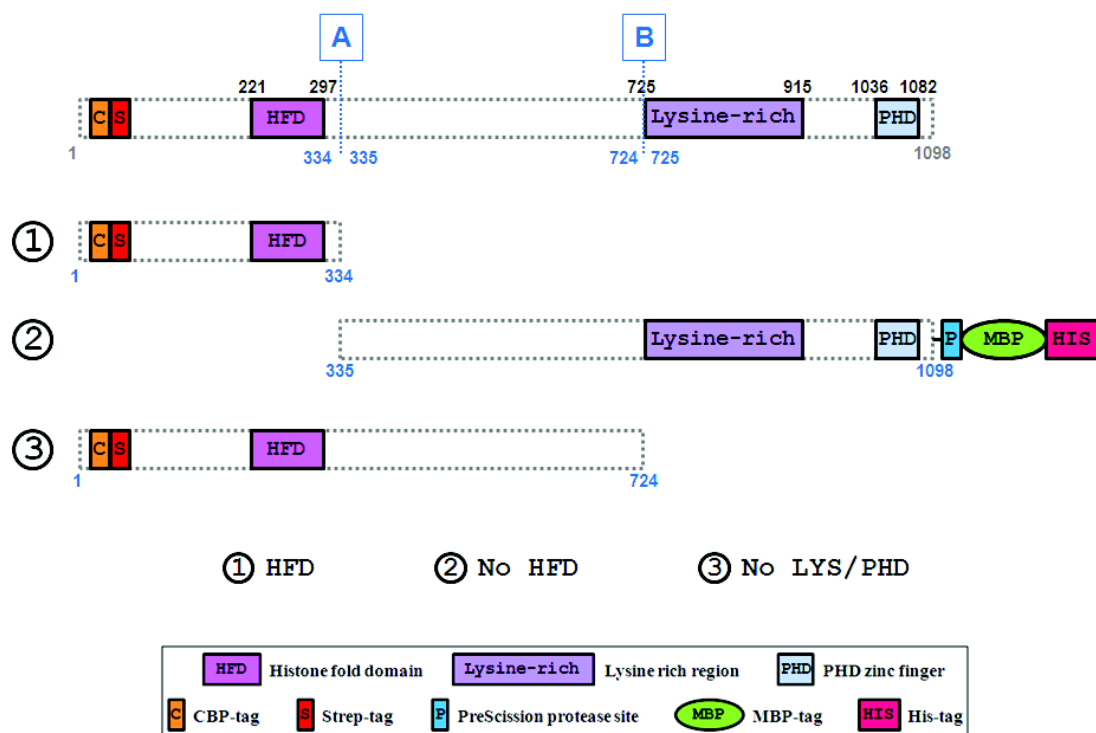 A B
221 297 725 915 1036 1082
C S HFD Lysine-rich PHD
1 334 335 724 725 1098
1 C S HFD
1 334
2 Lysine-rich PHD P MBP HIS
335 1098
3 C S HFD
1 724
1 HFD 2 No HFD 3 No LYS/PHD
HFD Histone fold domain Lysine-rich Lysine rich region PHD PHD zinc finger
C CBP-tag S Strep-tag P PreScission protease site MBP MBP-tag HIS His-tag